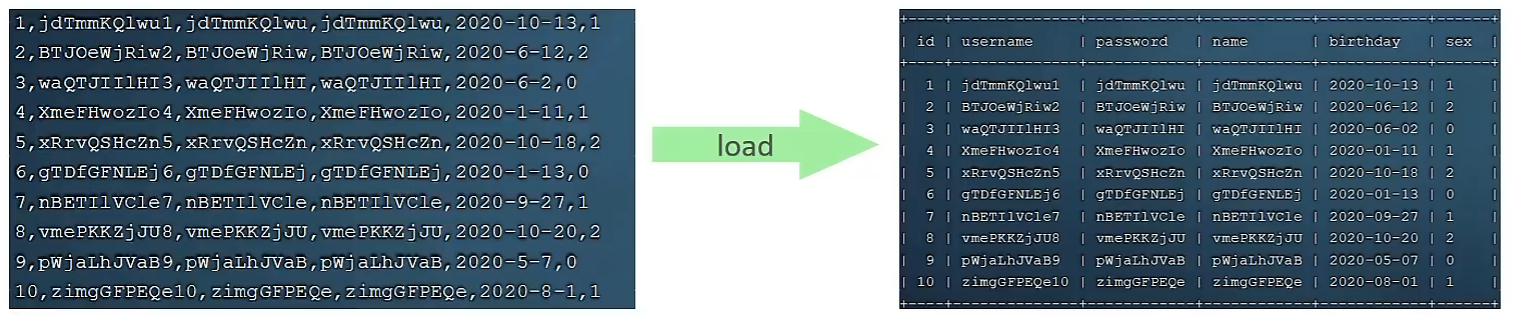 1,jdTmmKQlwu1,jdTmmKQlwu,jdTmmKQlwu,2020-10-13,1
2,BTJOeWjRiw2,BTJOeWjRiw,BTJOeWjRiw,2020-6-12,2
3,waQTJIIlHI3,waQTJIIlHI,waQTJIIlHI,2020-6-2,0
4,XmeFHwozIo4,XmeFHwozIo,XmeFHwozIo,2020-1-11,1
5,xRrvQSHcZn5,xRrvQSHcZn,xRrvQSHcZn,2020-10-18,2
6,gTDfGFNLEj6,gTDfGFNLEj,gTDfGFNLEj,2020-1-13,0
7,nBETIlVCle7,nBETIlVCle,nBETIlVCle,2020-9-27,1
8,vmePKKZjJU8,vmePKKZjJU,vmePKKZjJU,2020-10-20,2
9,pWjaLhJVaB9,pWjaLhJVaB,pWjaLhJVaB,2020-5-7,0
10,zimgGFPEQe10,zimgGFPEQe,zimgGFPEQe,2020-8-1,1
load
| id | username | password | name | birthday | sex |
| 1 | jdTmmKQlwu1 | jdTmmKQlwu | jdTmmKQlwu | 2020-10-13 | 1 |
| 2 | BTJOeWjRiw2 | BTJOeWjRiw | BTJOeWjRiw | 2020-06-12 | 2 |
| 3 | waQTJIIlHI3 | waQTJIIlHI | waQTJIIlHI | 2020-06-02 | 0 |
| 4 | XmeFHwozIo4 | XmeFHwozIo | XmeFHwozIo | 2020-01-11 | 1 |
| 5 | xRrvQSHcZn5 | xRrvQSHcZn | xRrvQSHcZn | 2020-10-18 | 2 |
| 6 | gTDfGFNLEj6 | gTDfGFNLEj | gTDfGFNLEj | 2020-01-13 | 0 |
| 7 | nBETIlVCle7 | nBETIlVCle | nBETIlVCle | 2020-09-27 | 1 |
| 8 | vmePKKZjJU8 | vmePKKZjJU | vmePKKZjJU | 2020-10-20 | 2 |
| 9 | pWjaLhJVaB9 | pWjaLhJVaB | pWjaLhJVaB | 2020-05-07 | 0 |
| 10 | zimgGFPEQe10 | zimgGFPEQe | zimgGFPEQe | 2020-08-01 | 1 |